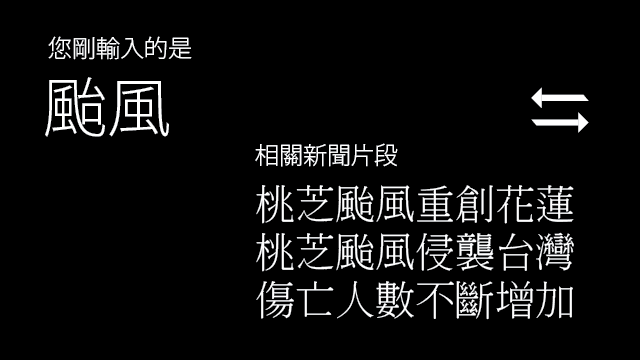 您剛輸入的是
颱風
相關新聞片段
桃芝颱風重創花蓮
桃芝颱風侵襲台灣
傷亡人數不斷增加